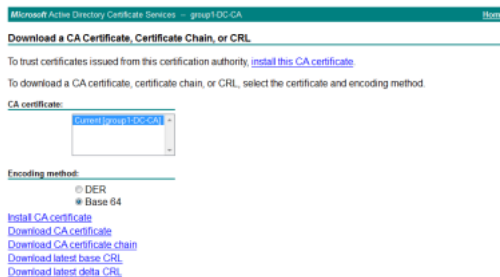 Microsoft Active Directory Certificate Services -- group1-DC-CA Hom
Download a CA Certificate, Certificate Chain, or CRL
To trust certificates issued from this certification authority, install this CA certificate.
To download a CA certificate, certificate chain, or CRL, select the certificate and encoding method.
CA certificate:
Current [group1-DC-CA]
Encoding method:
DER
Base 64
Install CA certificate
Download CA certificate
Download CA certificate chain
Download latest base CRL
Download latest delta CRL